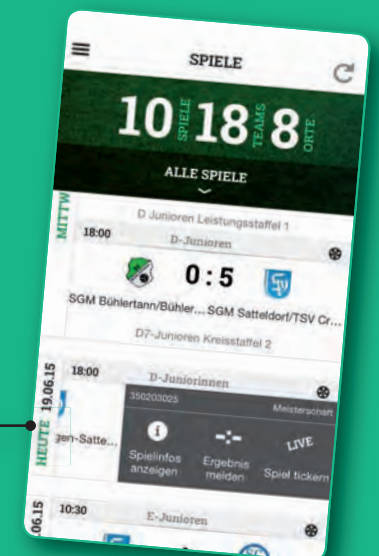 SPIELE
10 SPIELE 18 TEAMS 8 ORTE
ALLE SPIELE
MITTW
D Junioren Leistungsstaffel 1
18:00
D-Junioren
0:5
SGM Bühlertann/Bühler... SGM Satteldorf/TSV Cr...
D7-Junioren Kreisstaffel 2
HEUTE 19.06.15
18:00
D-Juniorinnen
350203025 Meisterschaft
gen-Satte...
i
-:-
LIVE
Spielinfos anzeigen
Ergebnis melden
Spiel tickern
06.15
10:30
E-Junioren